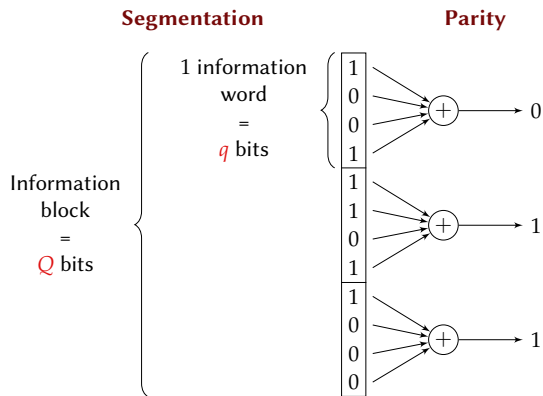 Segmentation
Parity
1 information
word
=
q bits
Information
block
=
Q bits
1
0
0
1
+
0
1
1
0
1
+
1
1
0
0
0
+
1